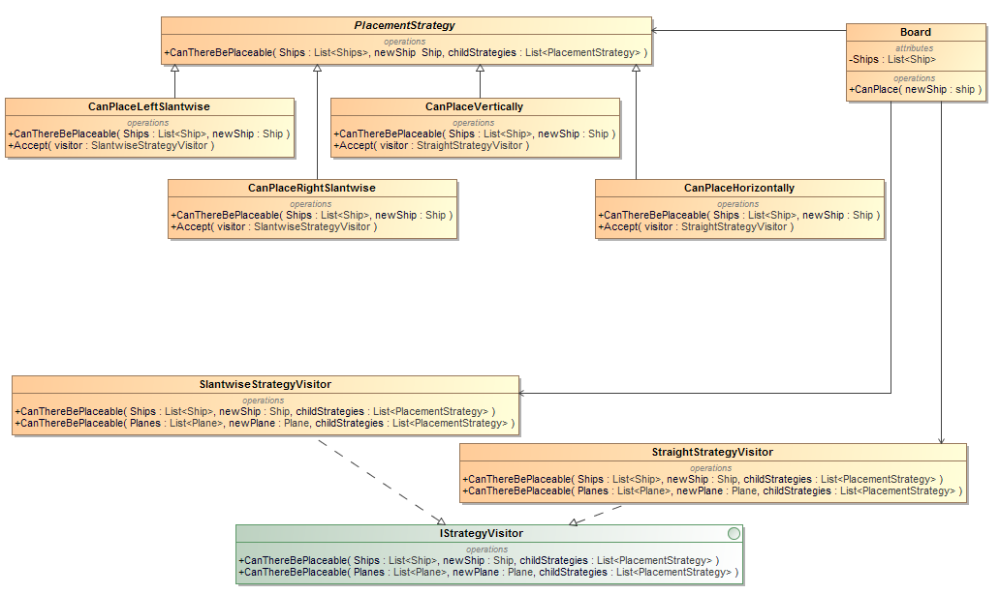 PlacementStrategy
operations
+CanThereBePlaceable( Ships : List<Ships>, newShip Ship, childStrategies : List<PlacementStrategy> )
Board
attributes
-Ships : List<Ship>
operations
+CanPlace( newShip : ship )
CanPlaceLeftSlantwise
operations
+CanThereBePlaceable( Ships : List<Ship>, newShip : Ship )
+Accept( visitor : SlantwiseStrategyVisitor )
CanPlaceVertically
operations
+CanThereBePlaceable( Ships : List<Ship>, newShip : Ship )
+Accept( visitor : StraightStrategyVisitor )
CanPlaceRightSlantwise
operations
+CanThereBePlaceable( Ships : List<Ship>, newShip : Ship )
+Accept( visitor : SlantwiseStrategyVisitor )
CanPlaceHorizontally
operations
+CanThereBePlaceable( Ships : List<Ship>, newShip : Ship )
+Accept( visitor : StraightStrategyVisitor )
SlantwiseStrategyVisitor
operations
+CanThereBePlaceable( Ships : List<Ship>, newShip : Ship, childStrategies : List<PlacementStrategy> )
+CanThereBePlaceable( Planes : List<Plane>, newPlane : Plane, childStrategies : List<PlacementStrategy> )
StraightStrategyVisitor
operations
+CanThereBePlaceable( Ships : List<Ship>, newShip : Ship, childStrategies : List<PlacementStrategy> )
+CanThereBePlaceable( Planes : List<Plane>, newPlane : Plane, childStrategies : List<PlacementStrategy> )
IStrategyVisitor
operations
+CanThereBePlaceable( Ships : List<Ship>, newShip : Ship, childStrategies : List<PlacementStrategy> )
+CanThereBePlaceable( Planes : List<Plane>, newPlane : Plane, childStrategies : List<PlacementStrategy> )